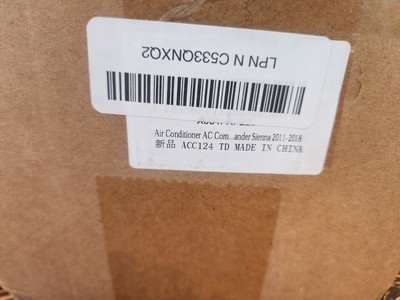 LPN N C533QNXQ2
Air Conditioner AC Com...ander Sienna 2011-2018
新品 ACC124 TD MADE IN CHINA